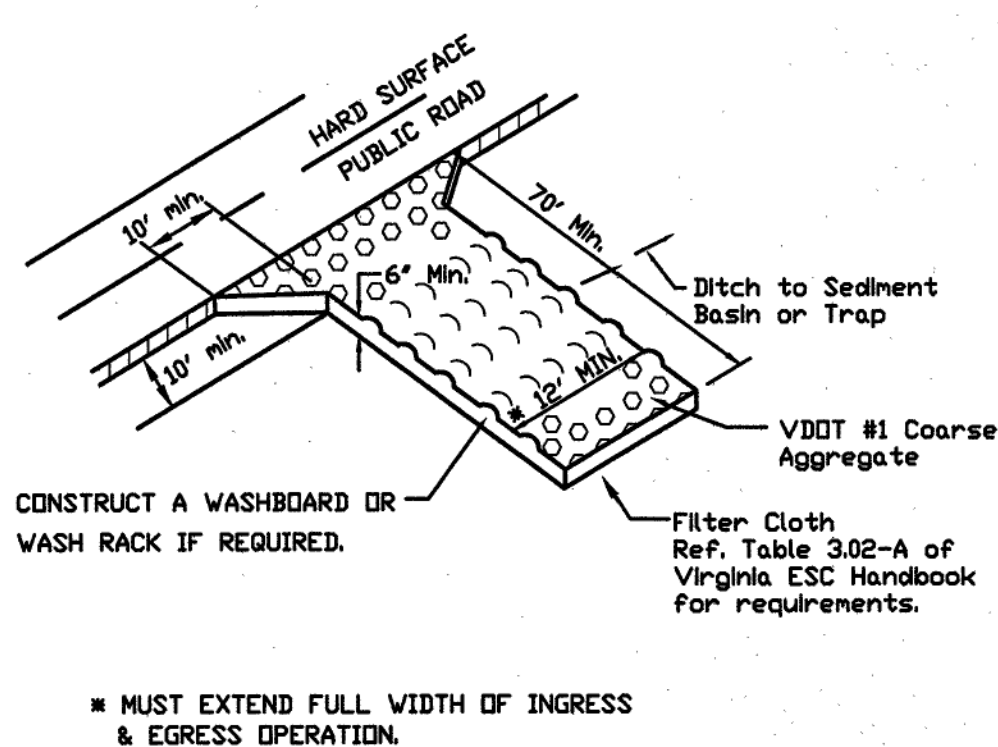 HARD SURFACE
PUBLIC ROAD
10' min.
70' Min.
6" Min.
Ditch to Sediment
Basin or Trap
10' min.
* 12' MIN.
VDOT #1 Coarse
Aggregate
CONSTRUCT A WASHBOARD OR
WASH RACK IF REQUIRED.
Filter Cloth
Ref. Table 3.02-A of
Virginia ESC Handbook
for requirements.
* MUST EXTEND FULL WIDTH OF INGRESS
& EGRESS OPERATION.